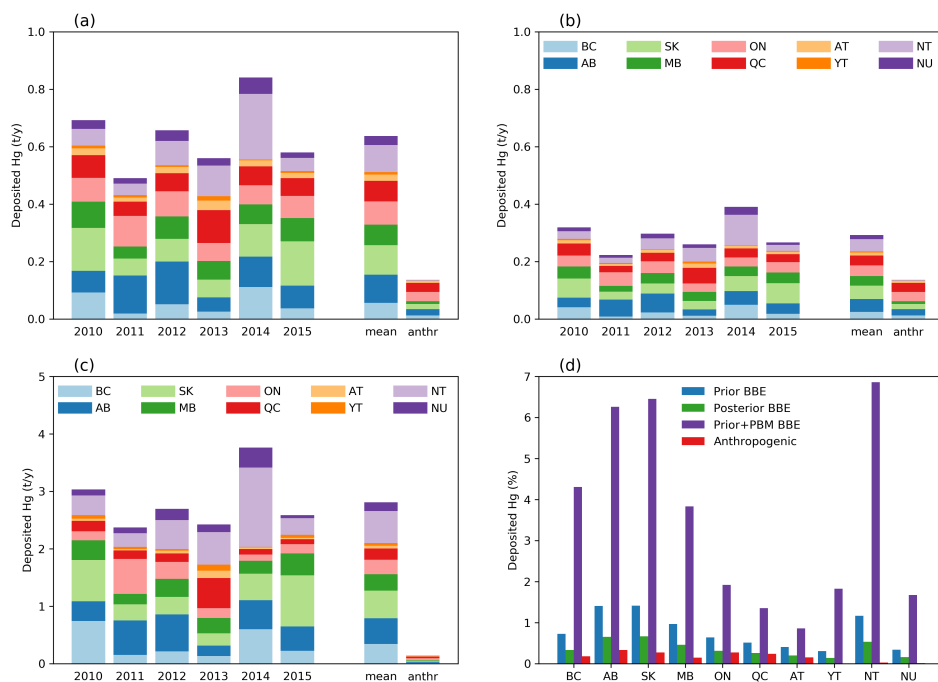 (a)
Deposited Hg (t/y)
1.0
0.8
0.6
0.4
0.2
0.0
2010 2011 2012 2013 2014 2015 mean anthr
(b)
Deposited Hg (t/y)
1.0
0.8
0.6
0.4
0.2
0.0
BC SK ON AT NT
AB MB QC YT NU
2010 2011 2012 2013 2014 2015 mean anthr
(c)
Deposited Hg (t/y)
5
4
3
2
1
0
BC SK ON AT NT
AB MB QC YT NU
2010 2011 2012 2013 2014 2015 mean anthr
(d)
Deposited Hg (%)
7
6
5
4
3
2
1
0
Prior BBE
Posterior BBE
Prior+PBM BBE
Anthropogenic
BC AB SK MB ON QC AT YT NT NU